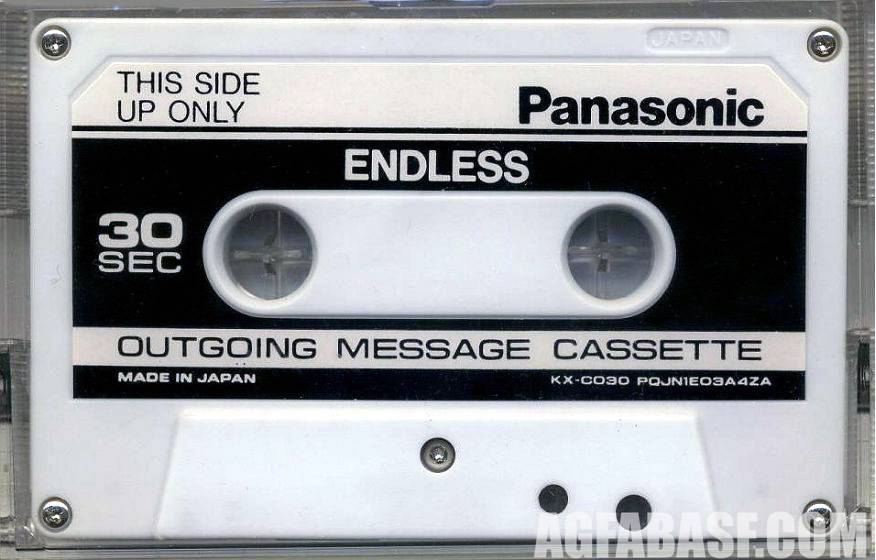 JAPAN
THIS SIDE
UP ONLY
Panasonic
ENDLESS
30
SEC
OUTGOING MESSAGE CASSETTE
MADE IN JAPAN
KX-C030 PQJN1E03A4ZA
AGFABASE.COM